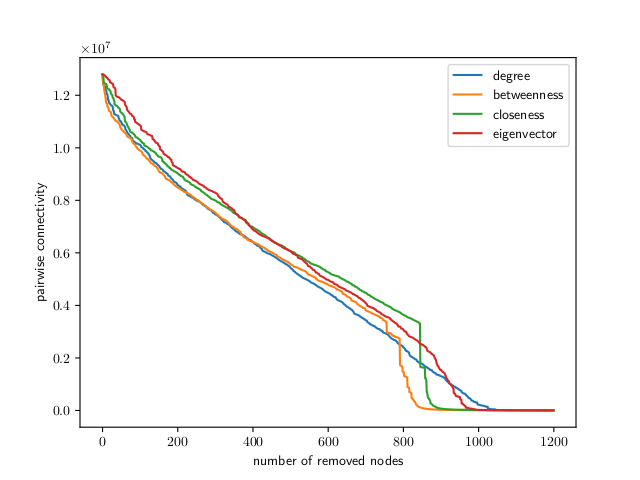 ×10⁷
1.2
1.0
0.8
0.6
0.4
0.2
0.0
pairwise connectivity
0 200 400 600 800 1000 1200
number of removed nodes
degree
betweenness
closeness
eigenvector